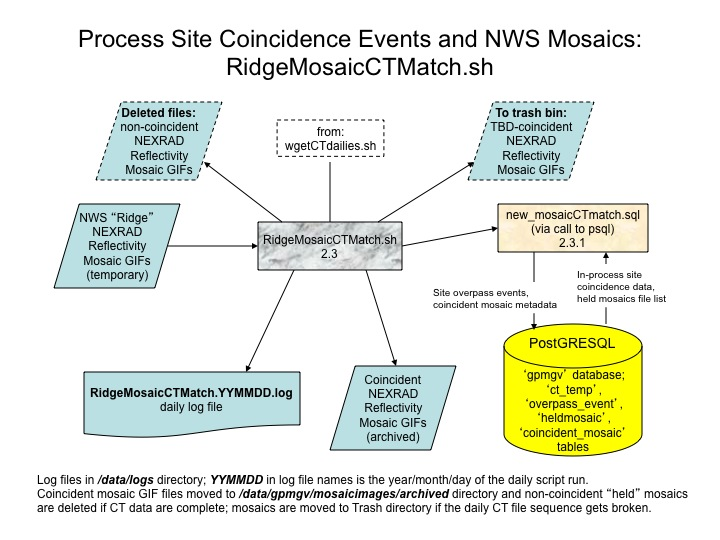 Process Site Coincidence Events and NWS Mosaics:
RidgeMosaicCTMatch.sh
Deleted files:
non-coincident
NEXRAD
Reflectivity
Mosaic GIFs
from:
wgetCTdailies.sh
To trash bin:
TBD-coincident
NEXRAD
Reflectivity
Mosaic GIFs
NWS “Ridge”
NEXRAD
Reflectivity
Mosaic GIFs
(temporary)
RidgeMosaicCTMatch.sh
2.3
new_mosaicCTmatch.sql
(via call to psql)
2.3.1
Site overpass events,
coincident mosaic metadata
In-process site
coincidence data,
held mosaics file list
PostGRESQL
‘gpmgv’ database;
‘ct_temp’,
‘overpass_event’,
‘heldmosaic’,
‘coincident_mosaic’
tables
RidgeMosaicCTMatch.YYMMDD.log
daily log file
Coincident
NEXRAD
Reflectivity
Mosaic GIFs
(archived)
Log files in /data/logs directory; YYMMDD in log file names is the year/month/day of the daily script run.
Coincident mosaic GIF files moved to /data/gpmgv/mosaicimages/archived directory and non-coincident “held” mosaics
are deleted if CT data are complete; mosaics are moved to Trash directory if the daily CT file sequence gets broken.